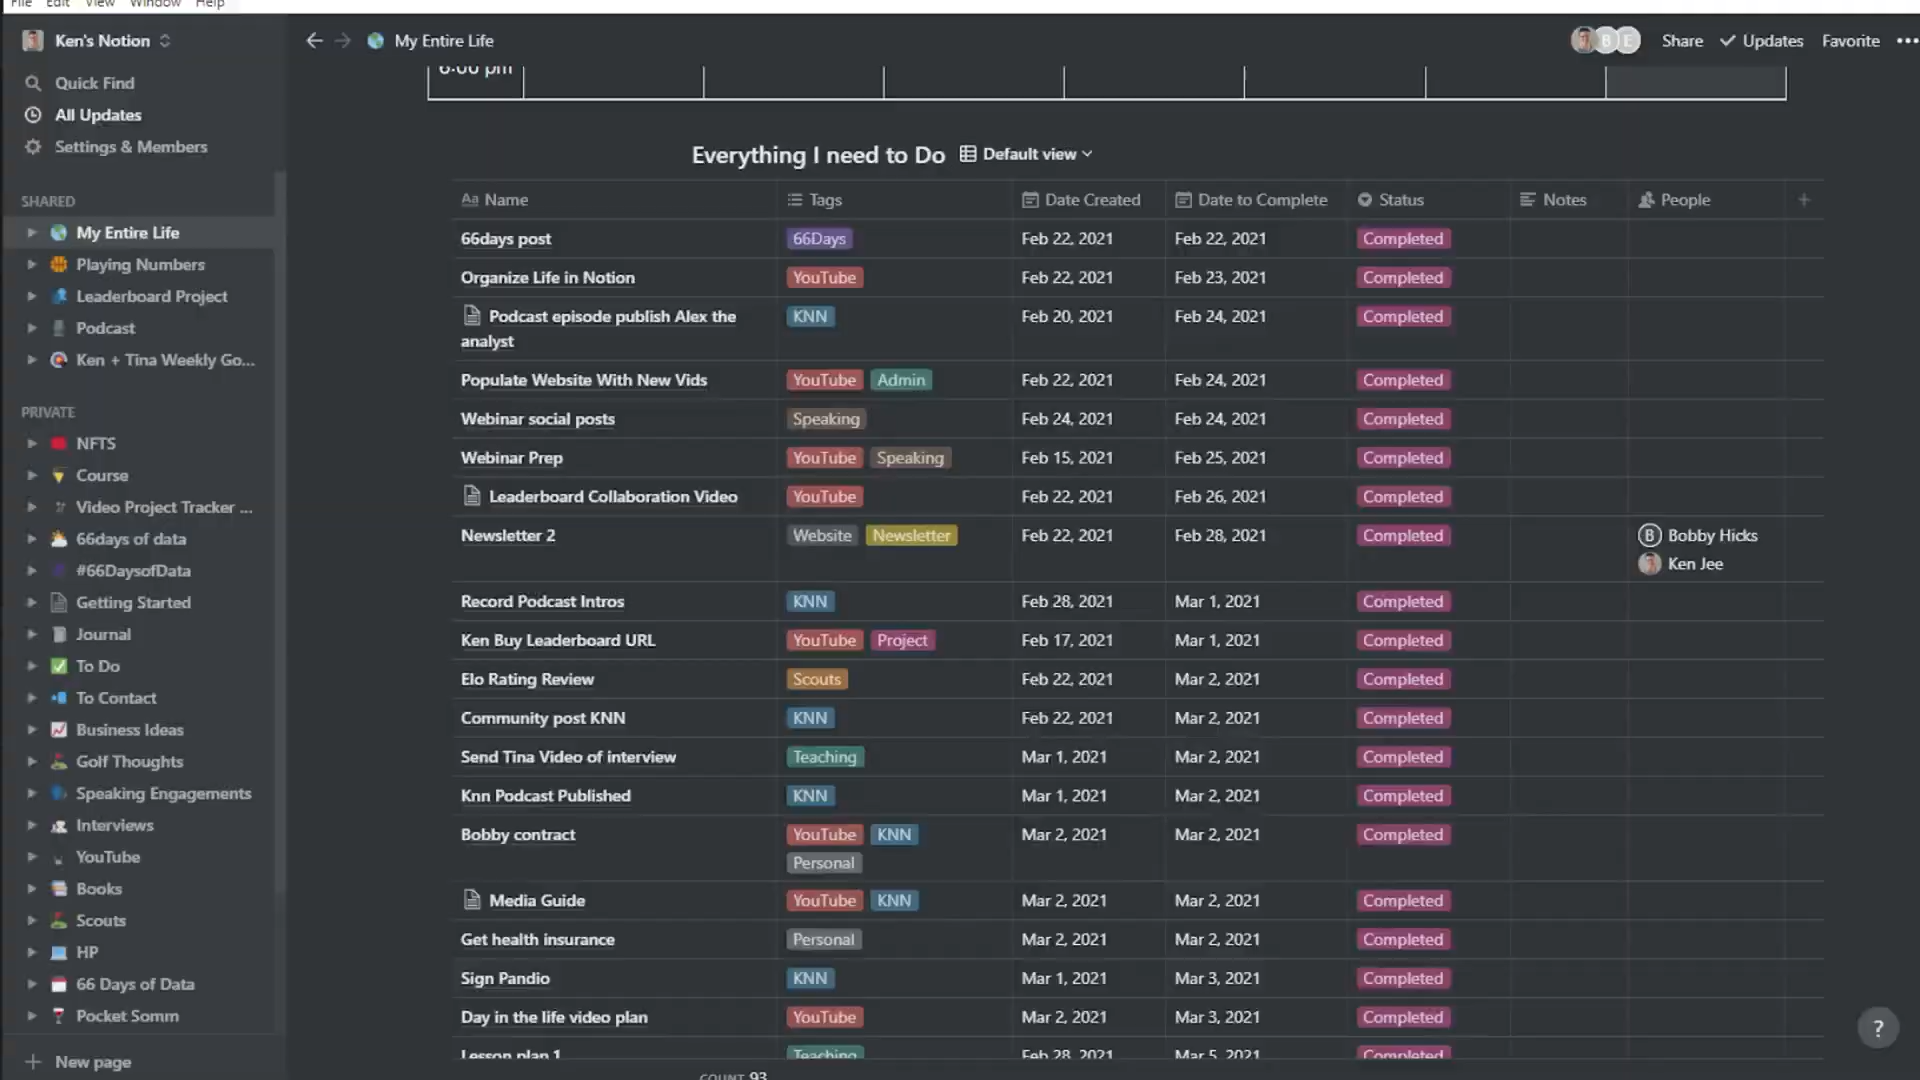 File Edit View Window Help
Ken's Notion
My Entire Life
B E Share Updates Favorite
Quick Find
All Updates
Settings & Members
SHARED
My Entire Life
Playing Numbers
Leaderboard Project
Podcast
Ken + Tina Weekly Go...
PRIVATE
NFTS
Course
Video Project Tracker ...
66days of data
#66DaysofData
Getting Started
Journal
To Do
To Contact
Business Ideas
Golf Thoughts
Speaking Engagements
Interviews
YouTube
Books
Scouts
HP
66 Days of Data
Pocket Somm
+ New page
6:00 pm
Everything I need to Do Default view
Aa Name Tags Date Created Date to Complete Status Notes People +
66days post 66Days Feb 22, 2021 Feb 22, 2021 Completed
Organize Life in Notion YouTube Feb 22, 2021 Feb 23, 2021 Completed
Podcast episode publish Alex the KNN Feb 20, 2021 Feb 24, 2021 Completed
analyst
Populate Website With New Vids YouTube Admin Feb 22, 2021 Feb 24, 2021 Completed
Webinar social posts Speaking Feb 24, 2021 Feb 24, 2021 Completed
Webinar Prep YouTube Speaking Feb 15, 2021 Feb 25, 2021 Completed
Leaderboard Collaboration Video YouTube Feb 22, 2021 Feb 26, 2021 Completed
Newsletter 2 Website Newsletter Feb 22, 2021 Feb 28, 2021 Completed B Bobby Hicks
Ken Jee
Record Podcast Intros KNN Feb 28, 2021 Mar 1, 2021 Completed
Ken Buy Leaderboard URL YouTube Project Feb 17, 2021 Mar 1, 2021 Completed
Elo Rating Review Scouts Feb 22, 2021 Mar 2, 2021 Completed
Community post KNN KNN Feb 22, 2021 Mar 2, 2021 Completed
Send Tina Video of interview Teaching Mar 1, 2021 Mar 2, 2021 Completed
Knn Podcast Published KNN Mar 1, 2021 Mar 2, 2021 Completed
Bobby contract YouTube KNN Mar 2, 2021 Mar 2, 2021 Completed
Personal
Media Guide YouTube KNN Mar 2, 2021 Mar 2, 2021 Completed
Get health insurance Personal Mar 2, 2021 Mar 2, 2021 Completed
Sign Pandio KNN Mar 1, 2021 Mar 3, 2021 Completed
Day in the life video plan YouTube Mar 2, 2021 Mar 3, 2021 Completed
Lesson plan 1 Teaching Feb 28, 2021 Mar 5, 2021 Completed
COUNT 93
?